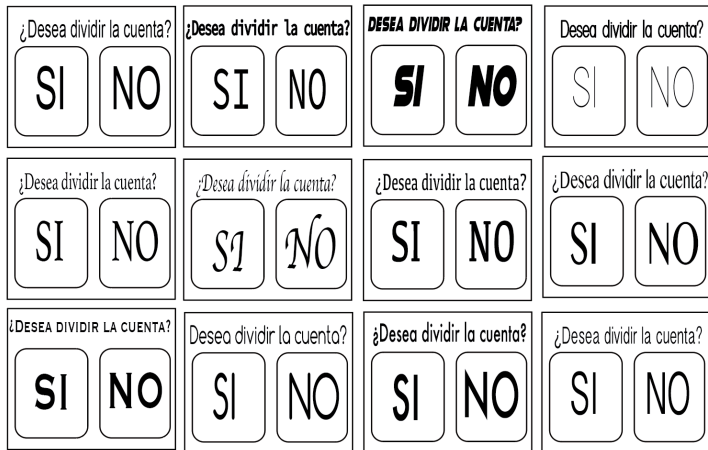 ¿Desea dividir la cuenta?
SI NO
¿Desea dividir la cuenta?
SI NO
DESEA DIVIDIR LA CUENTA?
SI NO
Desea dividir la cuenta?
SI NO
¿Desea dividir la cuenta?
SI NO
¿Desea dividir la cuenta?
SI NO
¿Desea dividir la cuenta?
SI NO
¿Desea dividir la cuenta?
SI NO
¿DESEA DIVIDIR LA CUENTA?
SI NO
Desea dividir la cuenta?
SI NO
¿Desea dividir la cuenta?
SI NO
¿Desea dividir la cuenta?
SI NO